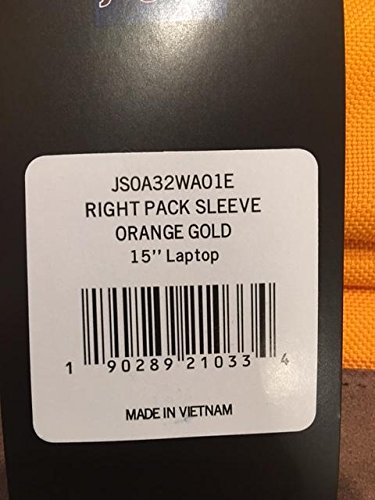 JS0A32WA01E
RIGHT PACK SLEEVE
ORANGE GOLD
15" Laptop
1 90289 21033 4
MADE IN VIETNAM